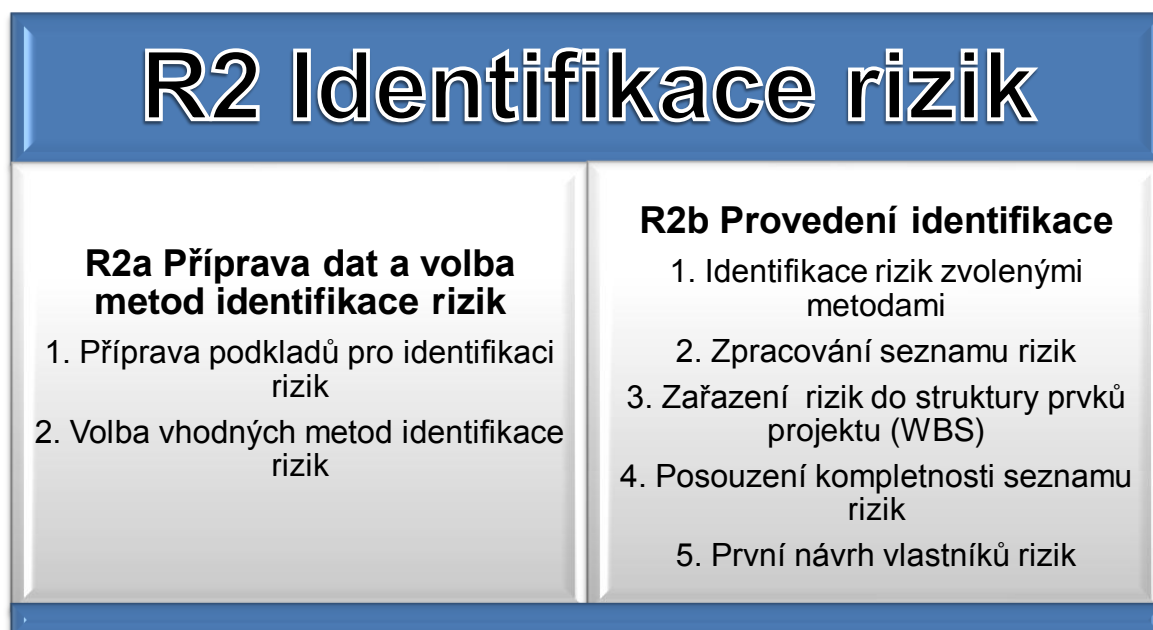 R2 Identifikace rizik
R2a Příprava dat a volba
metod identifikace rizik
1. Příprava podkladů pro identifikaci
rizik
2. Volba vhodných metod identifikace
rizik
R2b Provedení identifikace
1. Identifikace rizik zvolenými
metodami
2. Zpracování seznamu rizik
3. Zařazení  rizik do struktury prvků
projektu (WBS)
4. Posouzení kompletnosti seznamu
rizik
5. První návrh vlastníků rizik